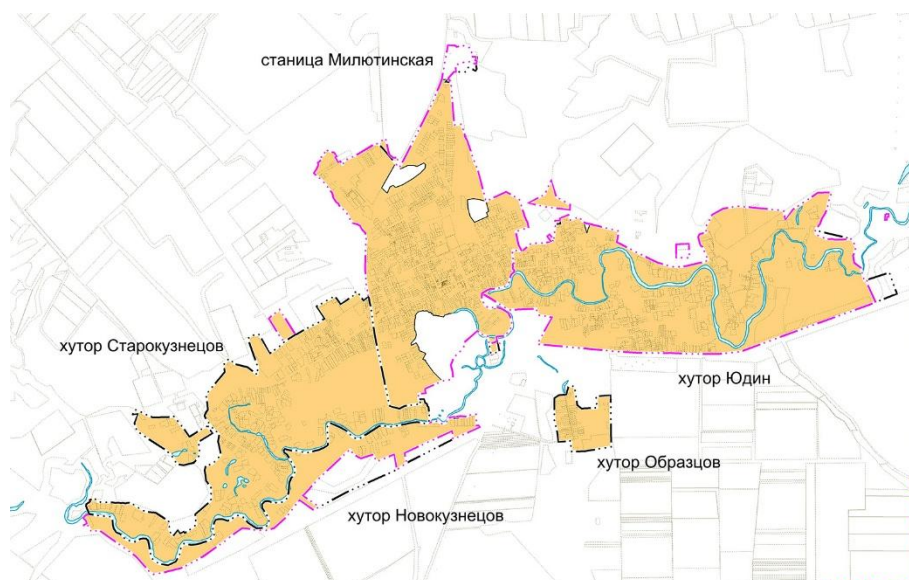 станица Милютинская
хутор Старокузнецов
хутор Юдин
хутор Образцов
хутор Новокузнецов